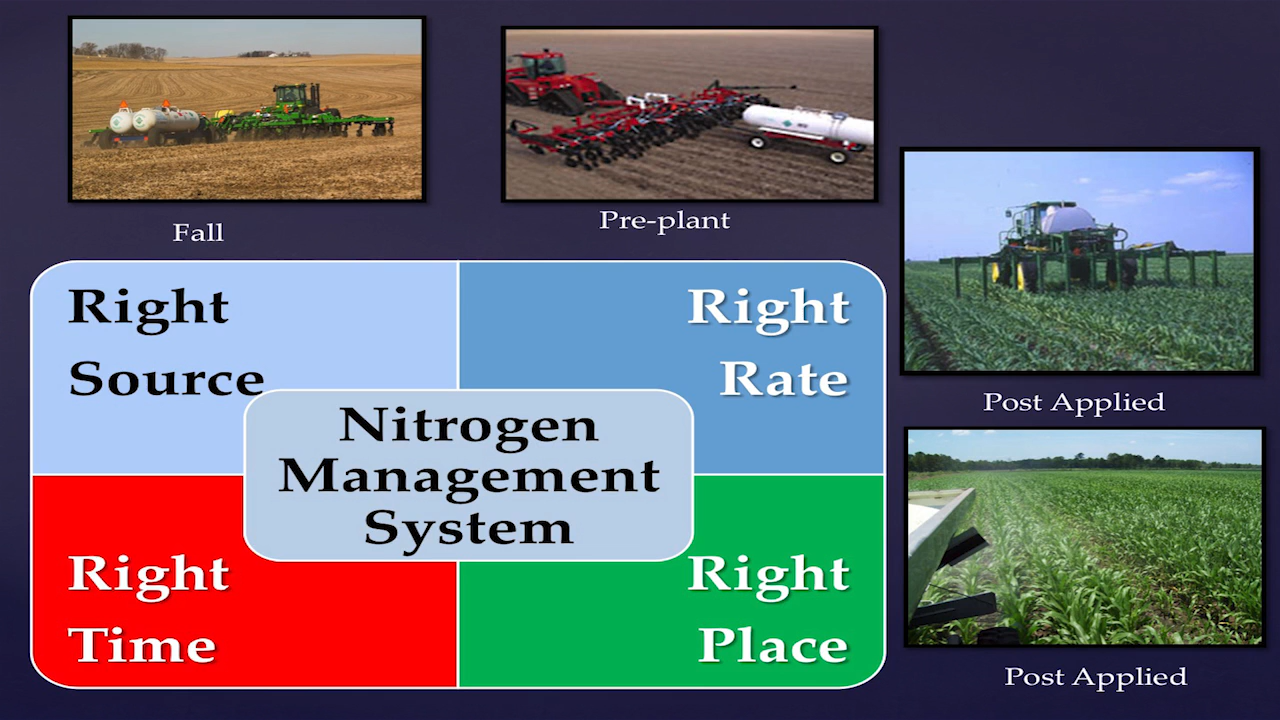 Fall
Pre-plant
Right
Source
Right
Rate
Nitrogen
Management
System
Right
Time
Right
Place
Post Applied
Post Applied